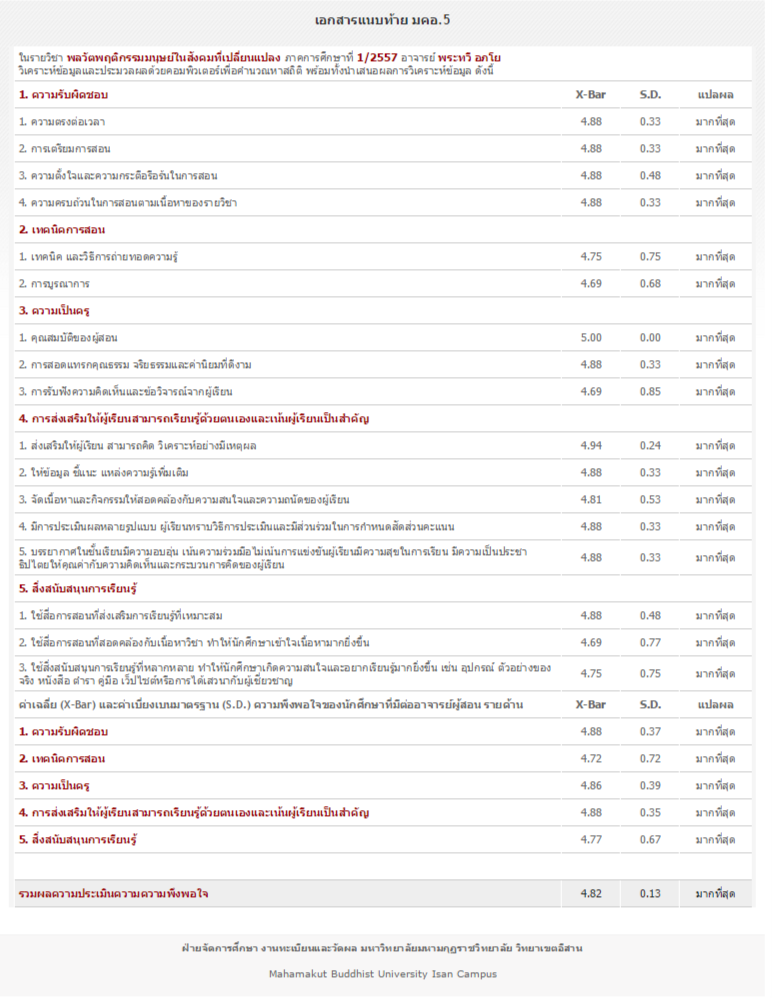 เอกสารแนบท้าย มคอ.5
ในรายวิชา พลวัตพฤติกรรมมนุษย์ในสังคมที่เปลี่ยนแปลง ภาคการศึกษาที่ 1/2557 อาจารย์ พระทวี อภโย
วิเคราะห์ข้อมูลและประมวลผลด้วยคอมพิวเตอร์เพื่อคำนวณหาสถิติ พร้อมทั้งนำเสนอผลการวิเคราะห์ข้อมูล ดังนี้
1. ความรับผิดชอบ X-Bar S.D. แปลผล
1. ความตรงต่อเวลา 4.88 0.33 มากที่สุด
2. การเตรียมการสอน 4.88 0.33 มากที่สุด
3. ความตั้งใจและความกระตือรือร้นในการสอน 4.88 0.48 มากที่สุด
4. ความครบถ้วนในการสอนตามเนื้อหาของรายวิชา 4.88 0.33 มากที่สุด
2. เทคนิคการสอน
1. เทคนิค และวิธีการถ่ายทอดความรู้ 4.75 0.75 มากที่สุด
2. การบูรณาการ 4.69 0.68 มากที่สุด
3. ความเป็นครู
1. คุณสมบัติของผู้สอน 5.00 0.00 มากที่สุด
2. การสอดแทรกคุณธรรม จริยธรรมและค่านิยมที่ดีงาม 4.88 0.33 มากที่สุด
3. การรับฟังความคิดเห็นและข้อวิจารณ์จากผู้เรียน 4.69 0.85 มากที่สุด
4. การส่งเสริมให้ผู้เรียนสามารถเรียนรู้ด้วยตนเองและเน้นผู้เรียนเป็นสำคัญ
1. ส่งเสริมให้ผู้เรียน สามารถคิด วิเคราะห์อย่างมีเหตุผล 4.94 0.24 มากที่สุด
2. ให้ข้อมูล ชี้แนะ แหล่งความรู้เพิ่มเติม 4.88 0.33 มากที่สุด
3. จัดเนื้อหาและกิจกรรมให้สอดคล้องกับความสนใจและความถนัดของผู้เรียน 4.81 0.53 มากที่สุด
4. มีการประเมินผลหลายรูปแบบ ผู้เรียนทราบวิธีการประเมินและมีส่วนร่วมในการกำหนดสัดส่วนคะแนน 4.88 0.33 มากที่สุด
5. บรรยากาศในชั้นเรียนมีความอบอุ่น เน้นความร่วมมือไม่เน้นการแข่งขันผู้เรียนมีความสุขในการเรียน มีความเป็นประชา
ธิปไตยให้คุณค่ากับความคิดเห็นและกระบวนการคิดของผู้เรียน 4.88 0.33 มากที่สุด
5. สิ่งสนับสนุนการเรียนรู้
1. ใช้สื่อการสอนที่ส่งเสริมการเรียนรู้ที่เหมาะสม 4.88 0.48 มากที่สุด
2. ใช้สื่อการสอนที่สอดคล้องกับเนื้อหาวิชา ทำให้นักศึกษาเข้าใจเนื้อหามากยิ่งขึ้น 4.69 0.77 มากที่สุด
3. ใช้สิ่งสนับสนุนการเรียนรู้ที่หลากหลาย ทำให้นักศึกษาเกิดความสนใจและอยากเรียนรู้มากยิ่งขึ้น เช่น อุปกรณ์ ตัวอย่างของ
จริง หนังสือ ตำรา คู่มือ เว็บไซต์หรือการได้เสวนากับผู้เชี่ยวชาญ 4.75 0.75 มากที่สุด
ค่าเฉลี่ย (X-Bar) และค่าเบี่ยงเบนมาตรฐาน (S.D.) ความพึงพอใจของนักศึกษาที่มีต่ออาจารย์ผู้สอน รายด้าน X-Bar S.D. แปลผล
1. ความรับผิดชอบ 4.88 0.37 มากที่สุด
2. เทคนิคการสอน 4.72 0.72 มากที่สุด
3. ความเป็นครู 4.86 0.39 มากที่สุด
4. การส่งเสริมให้ผู้เรียนสามารถเรียนรู้ด้วยตนเองและเน้นผู้เรียนเป็นสำคัญ 4.88 0.35 มากที่สุด
5. สิ่งสนับสนุนการเรียนรู้ 4.77 0.67 มากที่สุด
รวมผลความประเมินความความพึงพอใจ 4.82 0.13 มากที่สุด
ฝ่ายจัดการศึกษา งานทะเบียนและวัดผล มหาวิทยาลัยมหามกุฏราชวิทยาลัย วิทยาเขตอีสาน
Mahamakut Buddhist University Isan Campus